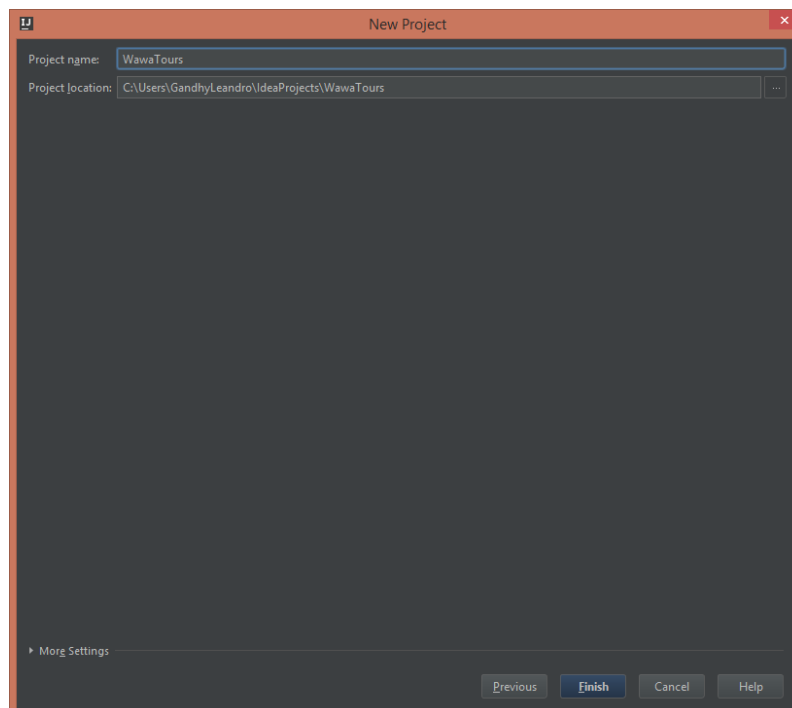 IJ
New Project
Project name: WawaTours
Project location: C:\Users\GandhyLeandro\IdeaProjects\WawaTours ...
More Settings
Previous Finish Cancel Help